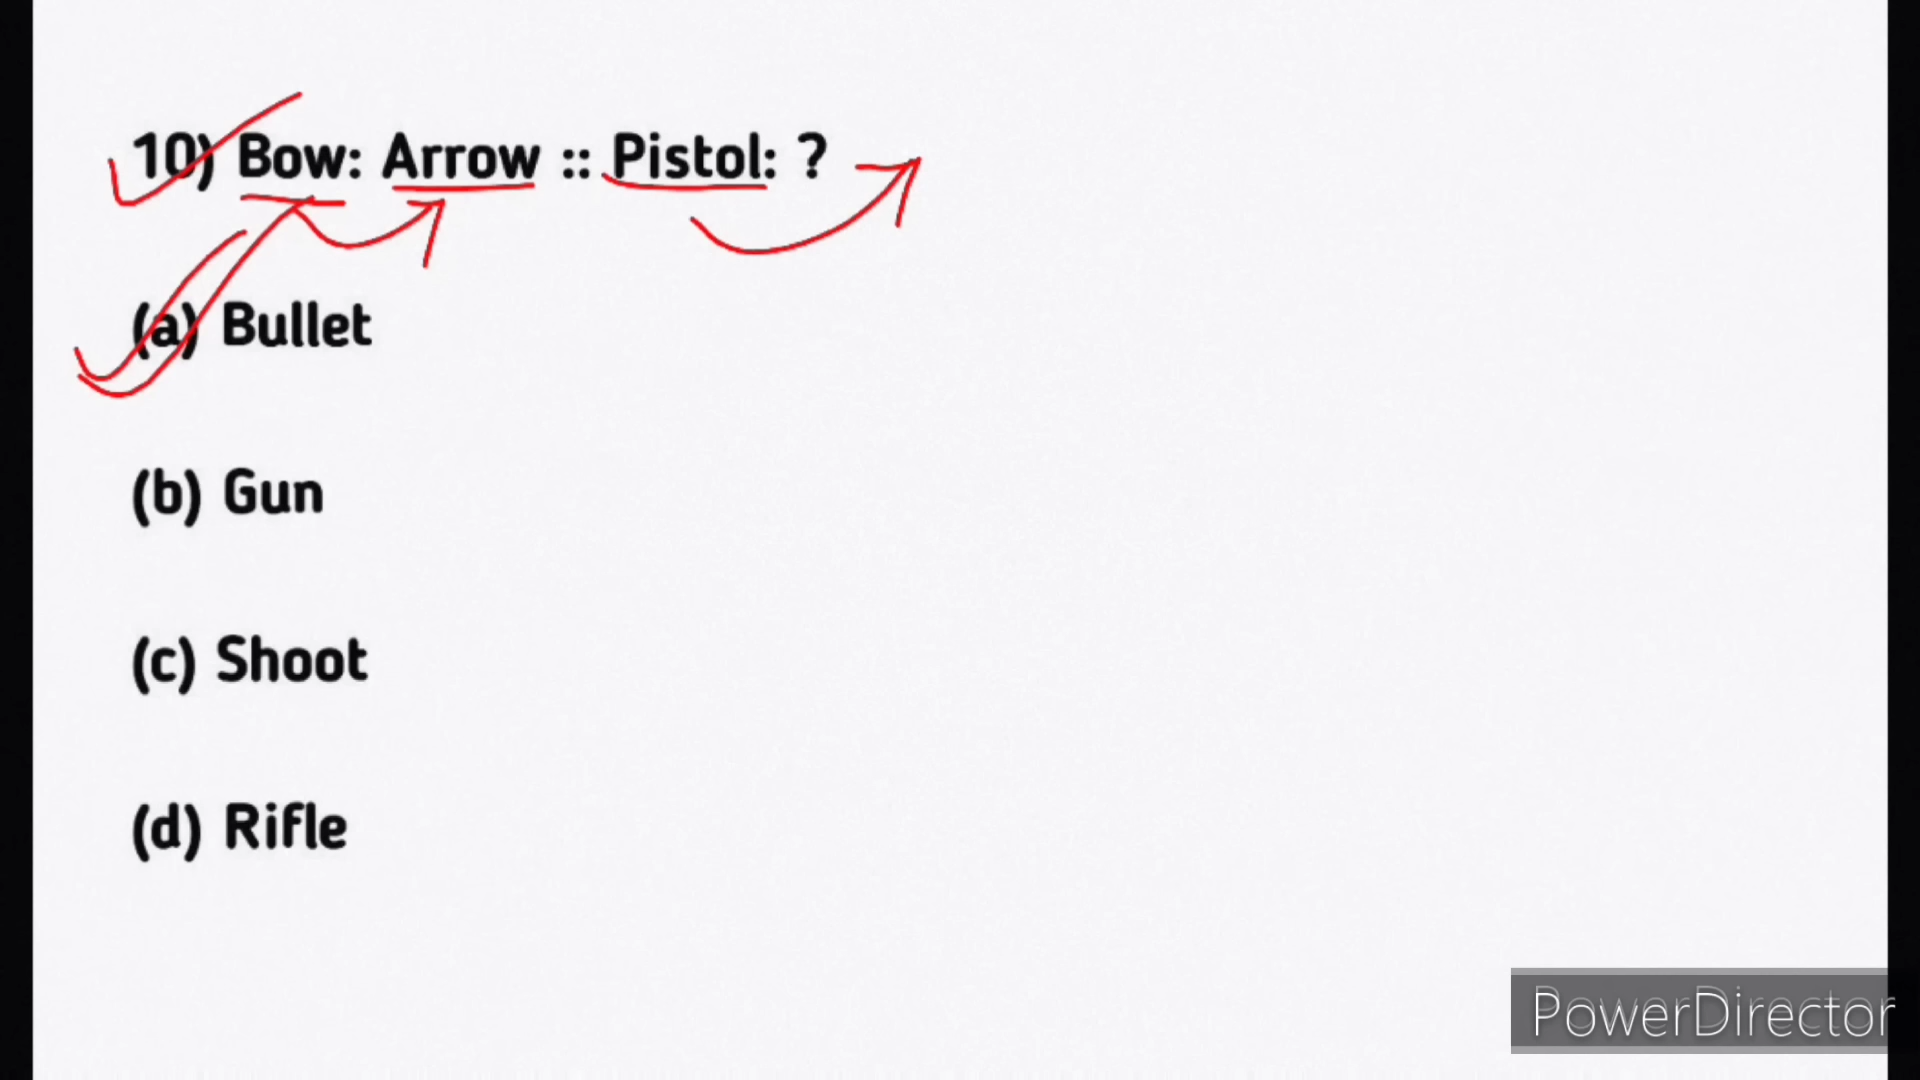 10) Bow: Arrow :: Pistol: ?
(a) Bullet
(b) Gun
(c) Shoot
(d) Rifle
PowerDirector